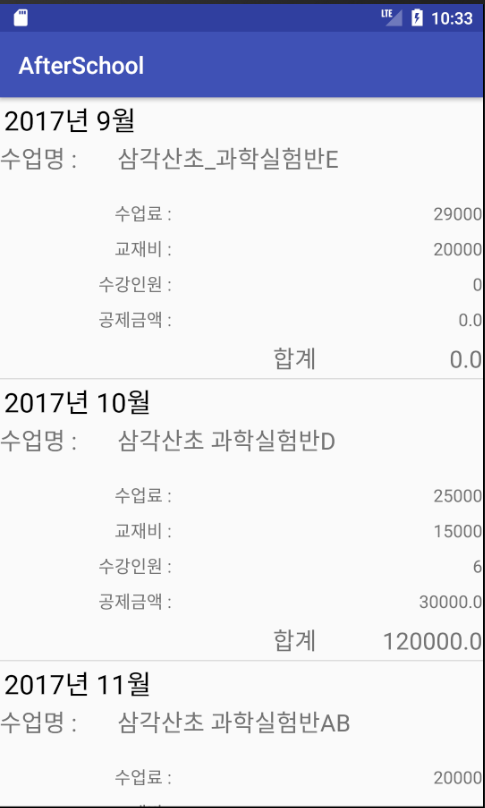 LTE 10:33
AfterSchool
2017년 9월
수업명 : 삼각산초_과학실험반E
수업료 : 29000
교재비 : 20000
수강인원 : 0
공제금액 : 0.0
합계 0.0
2017년 10월
수업명 : 삼각산초 과학실험반D
수업료 : 25000
교재비 : 15000
수강인원 : 6
공제금액 : 30000.0
합계 120000.0
2017년 11월
수업명 : 삼각산초 과학실험반AB
수업료 : 20000